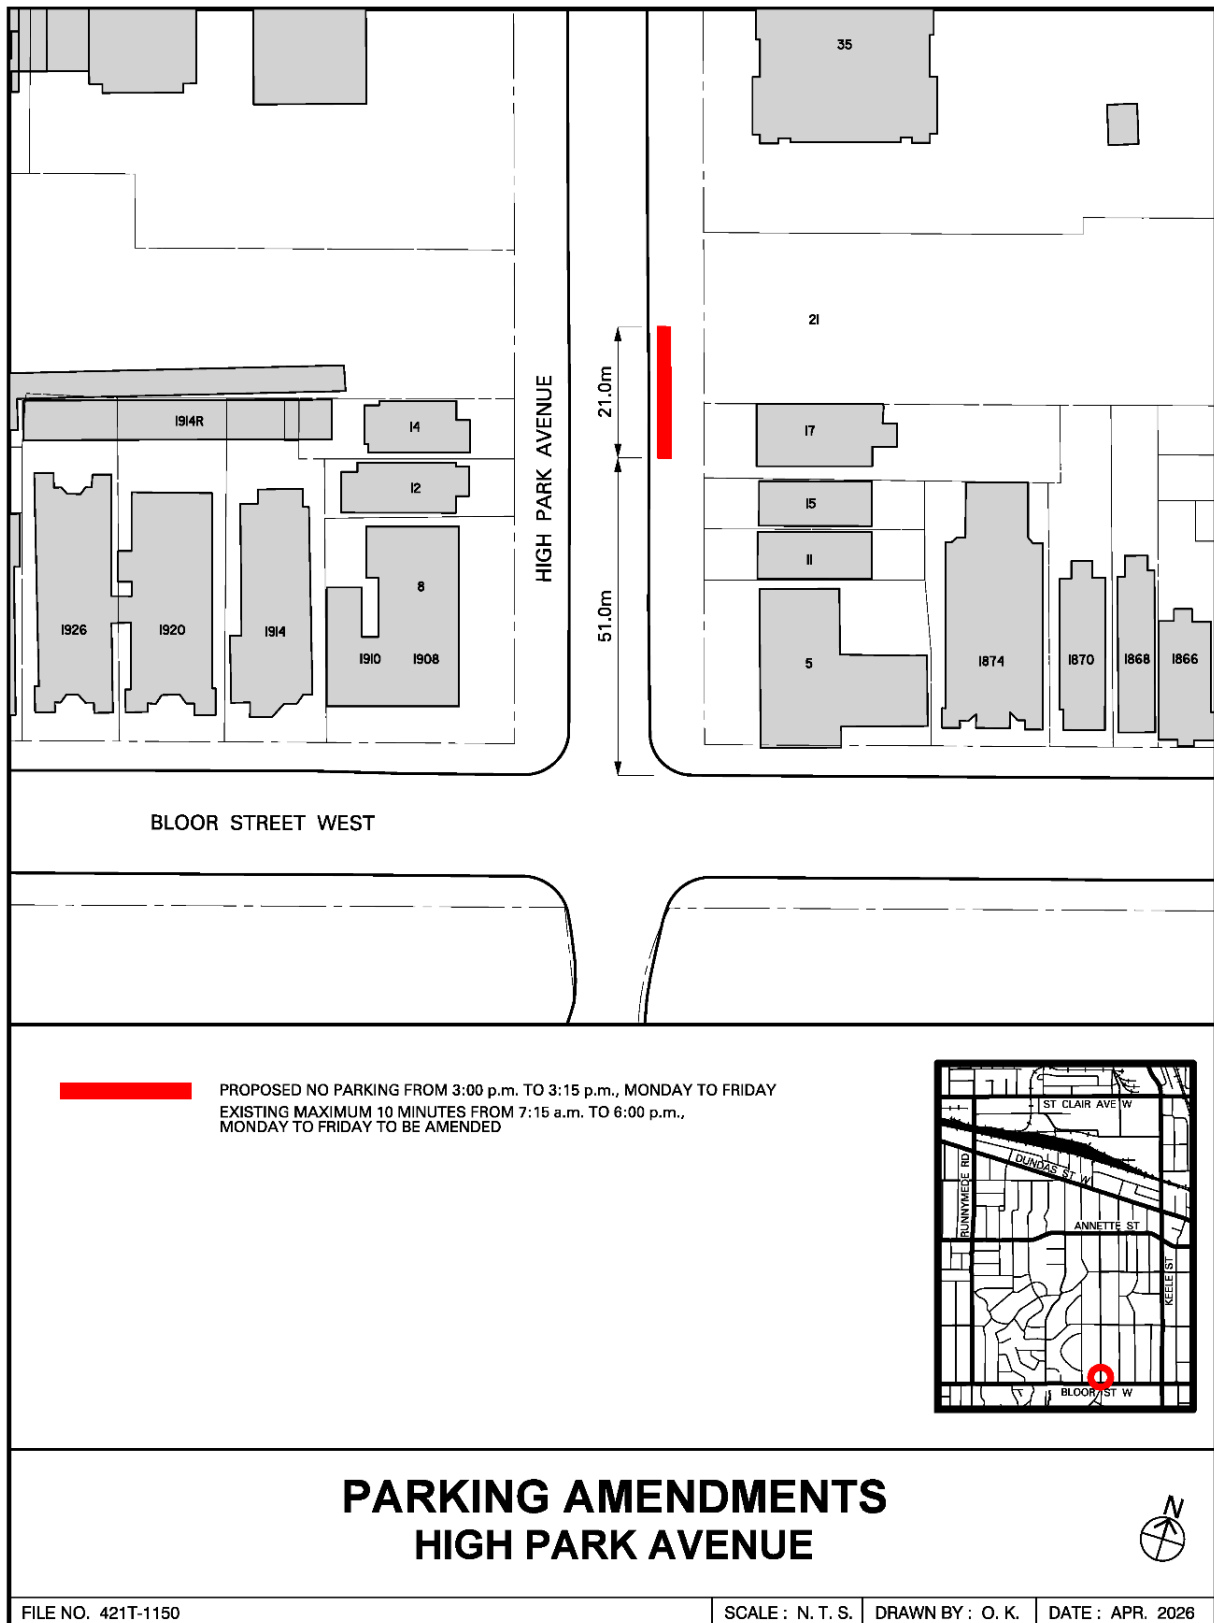 35
21
21.0m
HIGH PARK AVENUE
1914R
14
17
12
15
11
51.0m
8
5
1926
1920
1914
1910
1908
1874
1870
1868
1866
BLOOR STREET WEST
PROPOSED NO PARKING FROM 3:00 p.m. TO 3:15 p.m., MONDAY TO FRIDAY
EXISTING MAXIMUM 10 MINUTES FROM 7:15 a.m. TO 6:00 p.m.,
MONDAY TO FRIDAY TO BE AMENDED
ST CLAIR AVE W
DUNDAS ST W
RUNNYMEDE RD
ANNETTE ST
KEELE ST
BLOOR ST W
PARKING AMENDMENTS
HIGH PARK AVENUE
N
FILE NO. 421T-1150
SCALE : N. T. S.
DRAWN BY : O. K.
DATE : APR. 2026